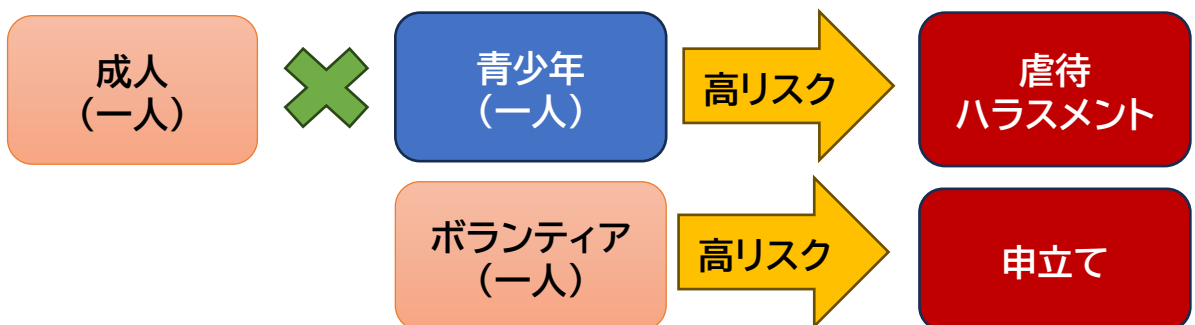 成人
（一人）
青少年
（一人）
高リスク
虐待
ハラスメント
ボランティア
（一人）
高リスク
申立て